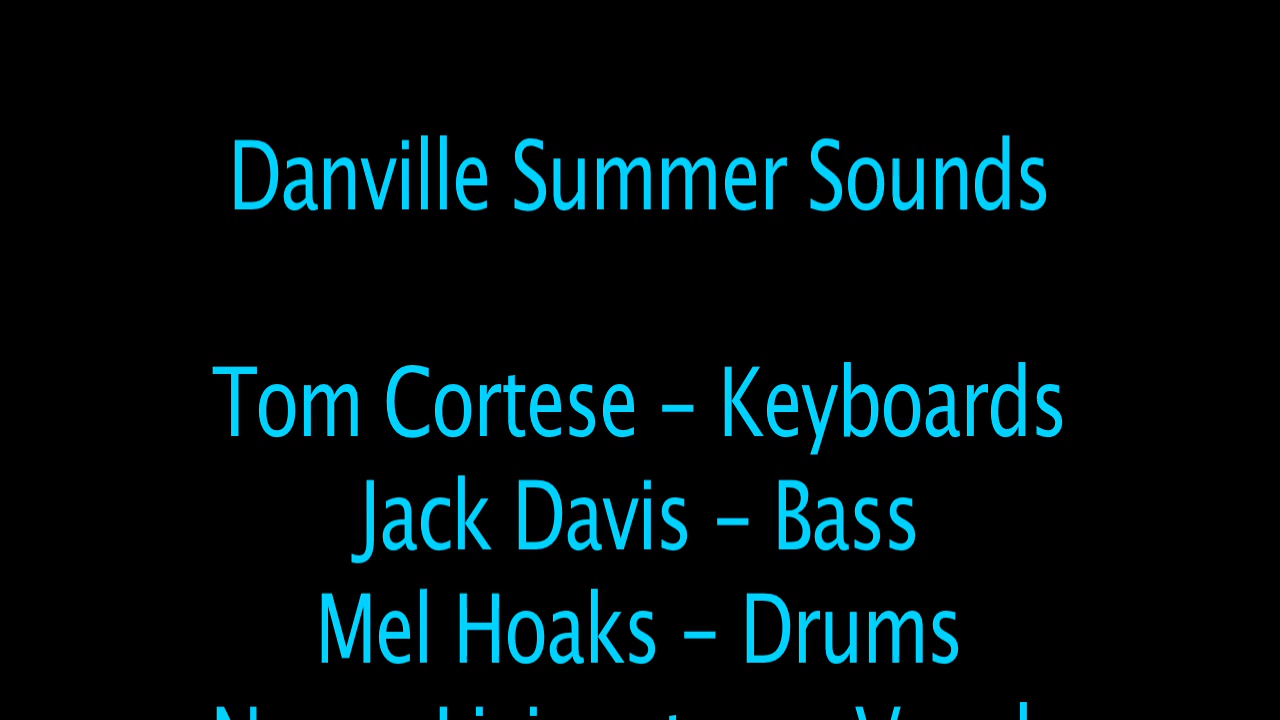 Danville Summer Sounds
Tom Cortese – Keyboards
Jack Davis – Bass
Mel Hoaks – Drums